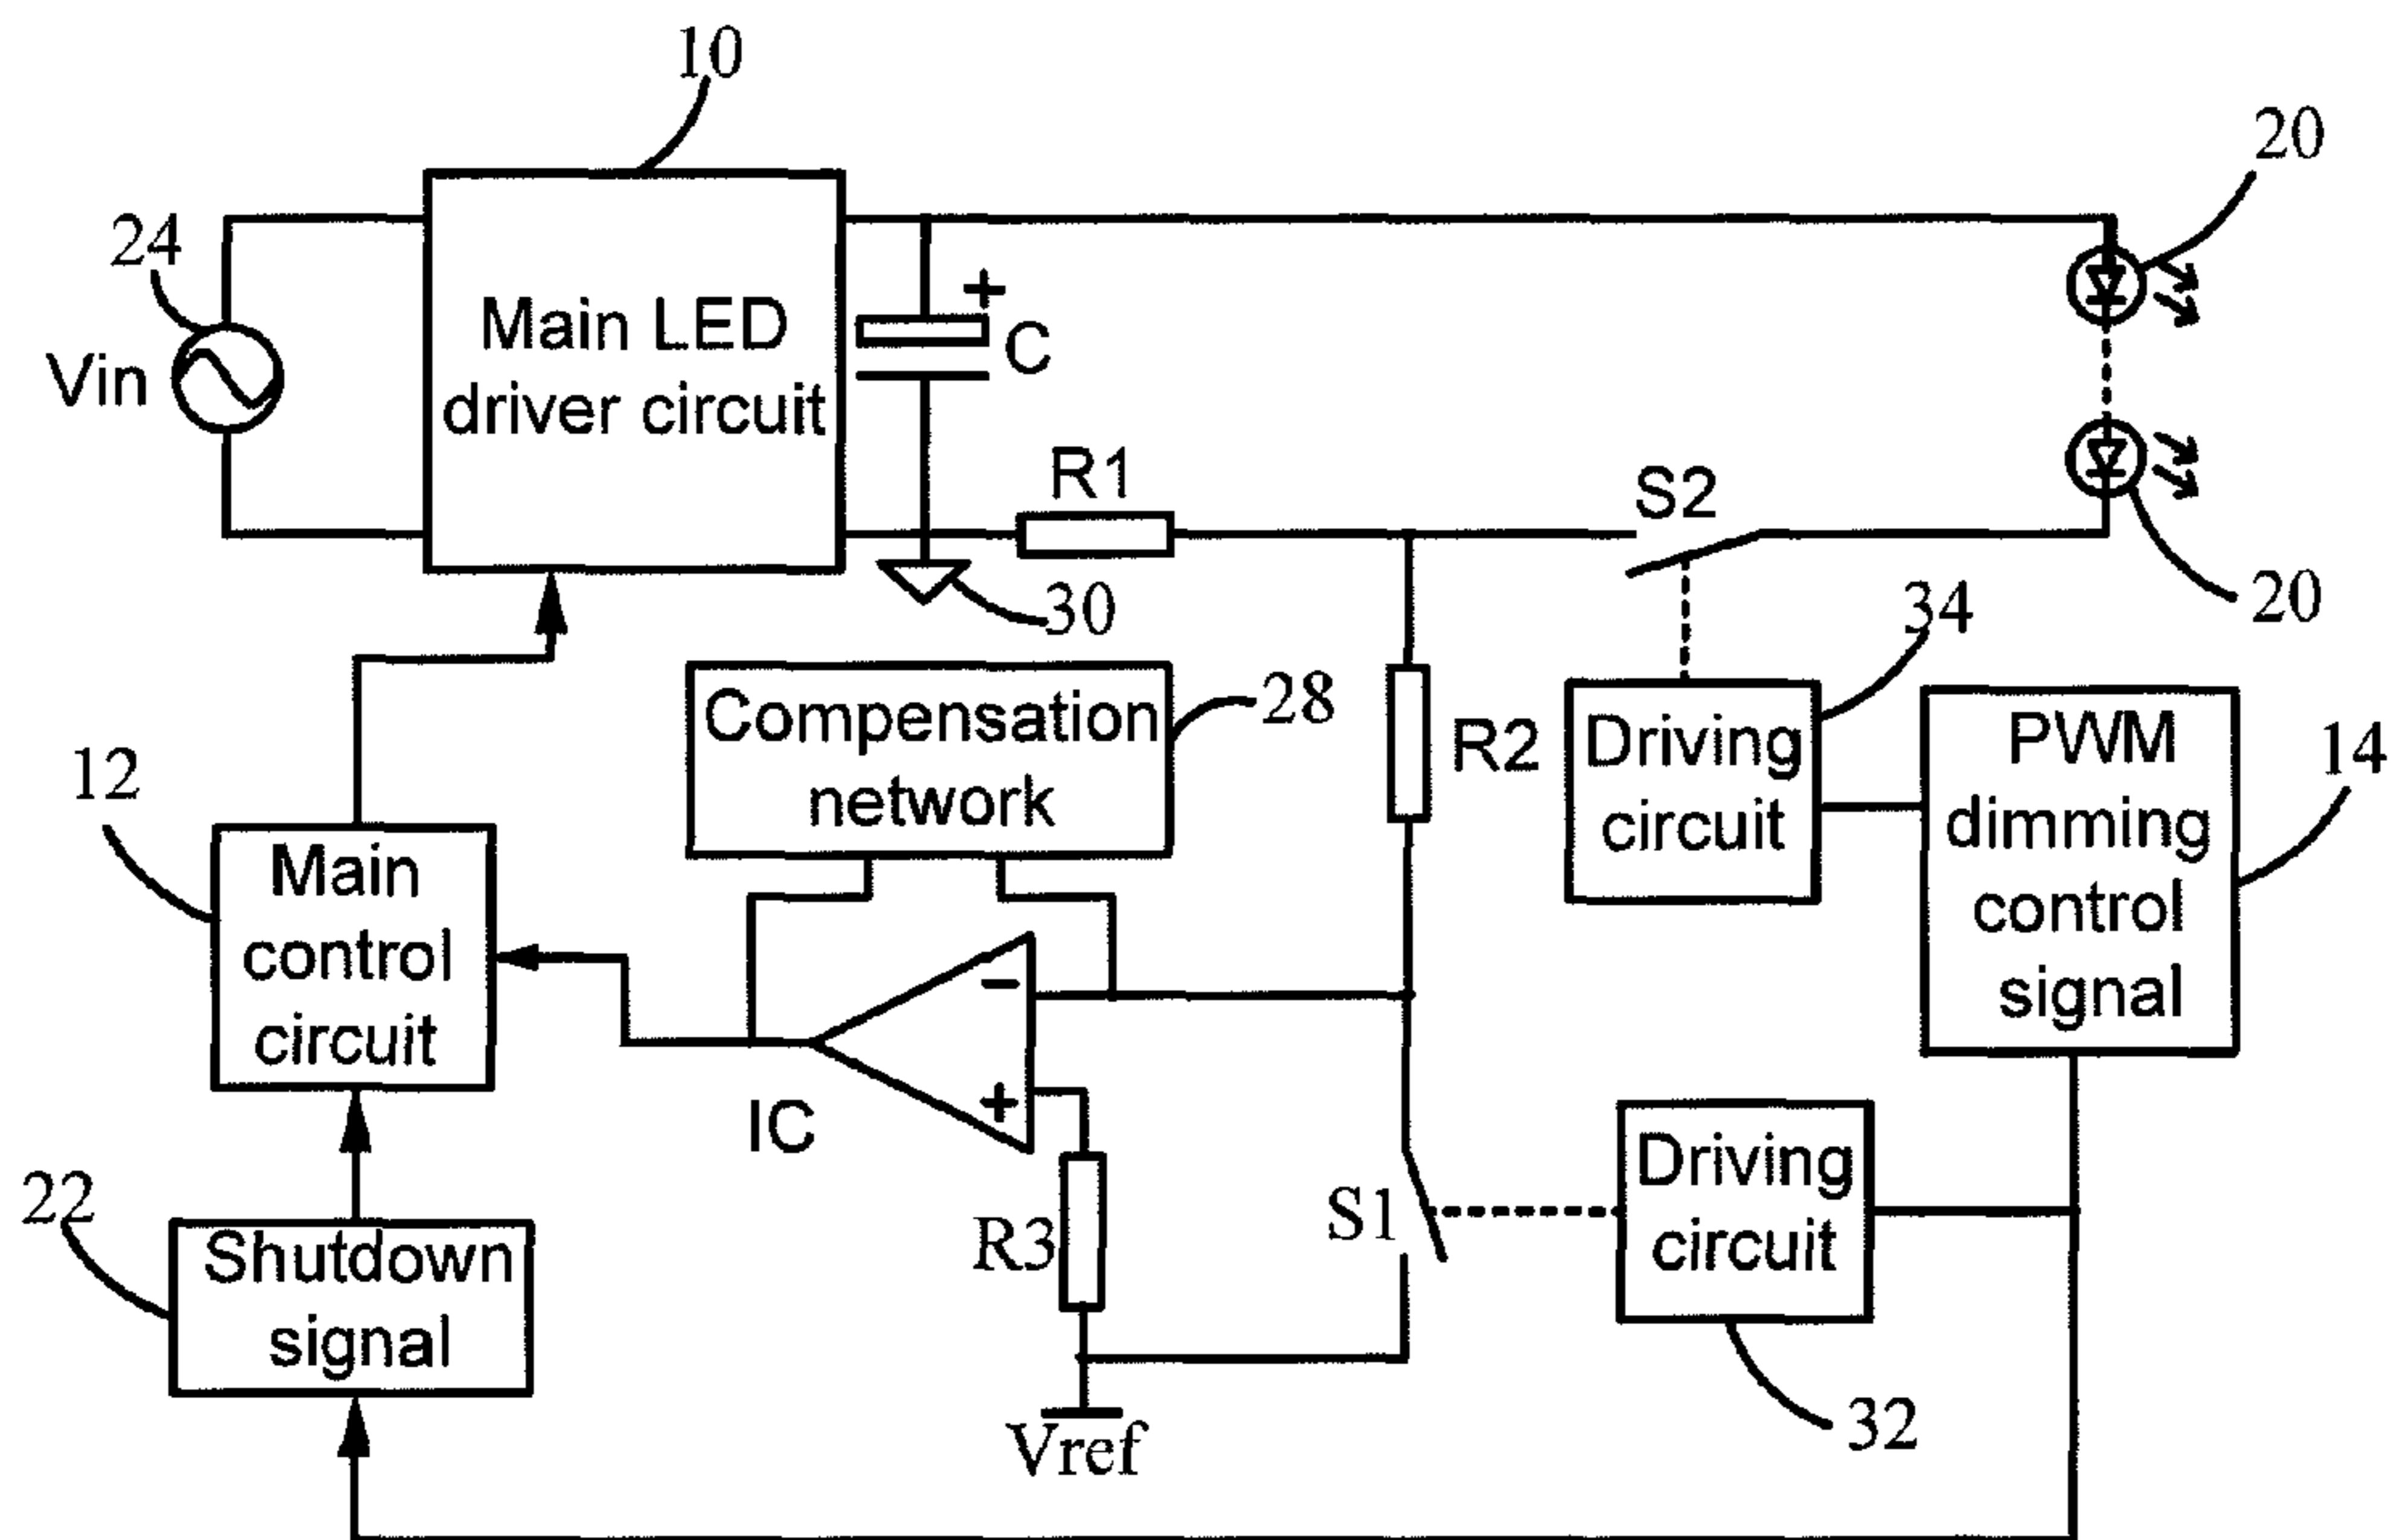 10
20
24
Vin
Main LED
driver circuit
+
C
R1
S2
20
30
34
Compensation
network
28
R2
Driving
circuit
PWM
dimming
control
signal
14
12
Main
control
circuit
−
+
IC
R3
S1
Driving
circuit
22
Shutdown
signal
32
Vref